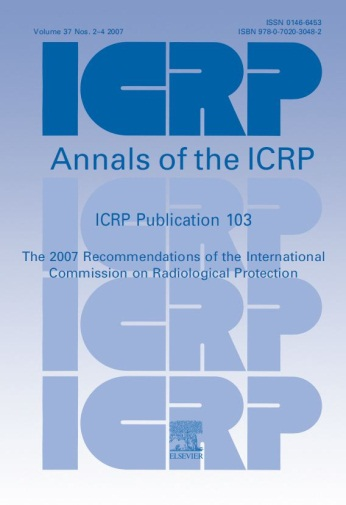 ISSN 0146-6453
Volume 37 Nos. 2–4 2007 ISBN 978-0-7020-3048-2
ICRP
Annals of the ICRP
ICRP
ICRP Publication 103
The 2007 Recommendations of the International
Commission on Radiological Protection
ICRP
ICRP
ELSEVIER